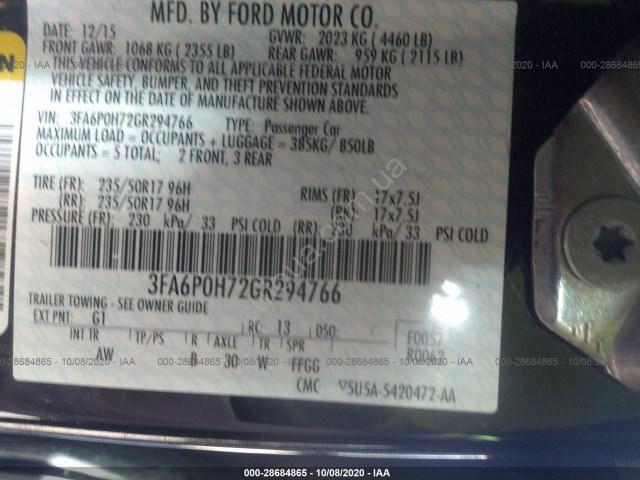 MFD. BY FORD MOTOR CO.
DATE: 12/15 GVWR: 2023 KG ( 4460 LB)
FRONT GAWR: 1068 KG ( 2355 LB) REAR GAWR: 959 KG ( 2115 LB)
THIS VEHICLE CONFORMS TO ALL APPLICABLE FEDERAL MOTOR
VEHICLE SAFETY, BUMPER, AND THEFT PREVENTION STANDARDS
IN EFFECT ON THE DATE OF MANUFACTURE SHOWN ABOVE.
VIN: 3FA6P0H72GR294766 TYPE: Passenger Car
MAXIMUM LOAD = OCCUPANTS + LUGGAGE = 385KG/850LB
OCCUPANTS = 5 TOTAL; 2 FRONT, 3 REAR
TIRE (FR): 235/50R17 96H RIMS (FR): 17x7.5J
(RR): 235/50R17 96H 17x7.5J
PRESSURE (FR): 230 kPa/ 33 PSI COLD (RR): kPa/ 33 PSI COLD
3FA6P0H72GR294766
TRAILER TOWING - SEE OWNER GUIDE
EXT PNT: G1 RC: 13 DSO: F0057
INT TR TP/PS R AXLE TR SPR
AW B 30 W FFGG
CMC 5U5A-5420472-AA
000-28684865 - 10/08/2020 - IAA